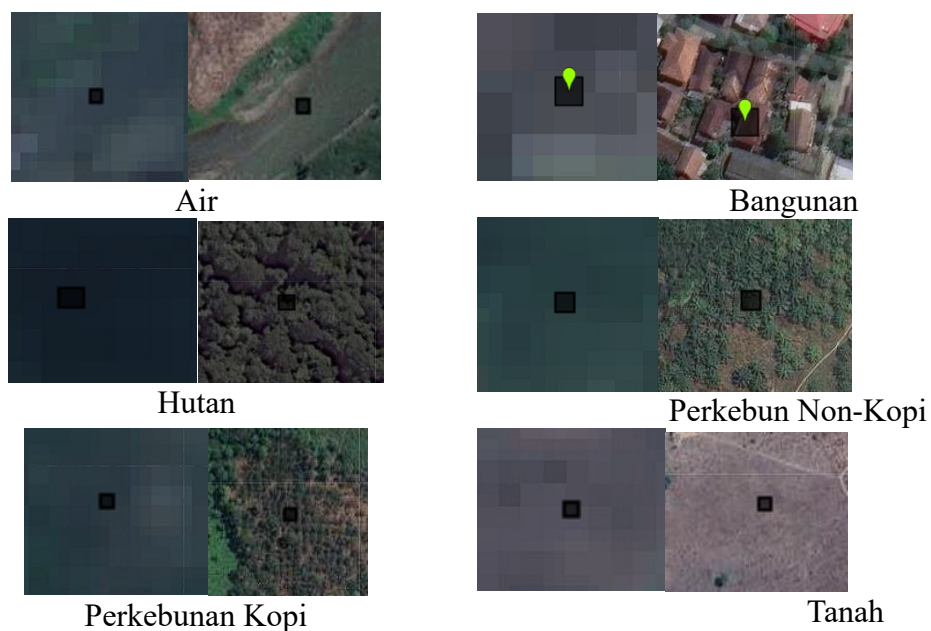 Air
Bangunan
Hutan
Perkebun Non-Kopi
Perkebunan Kopi
Tanah